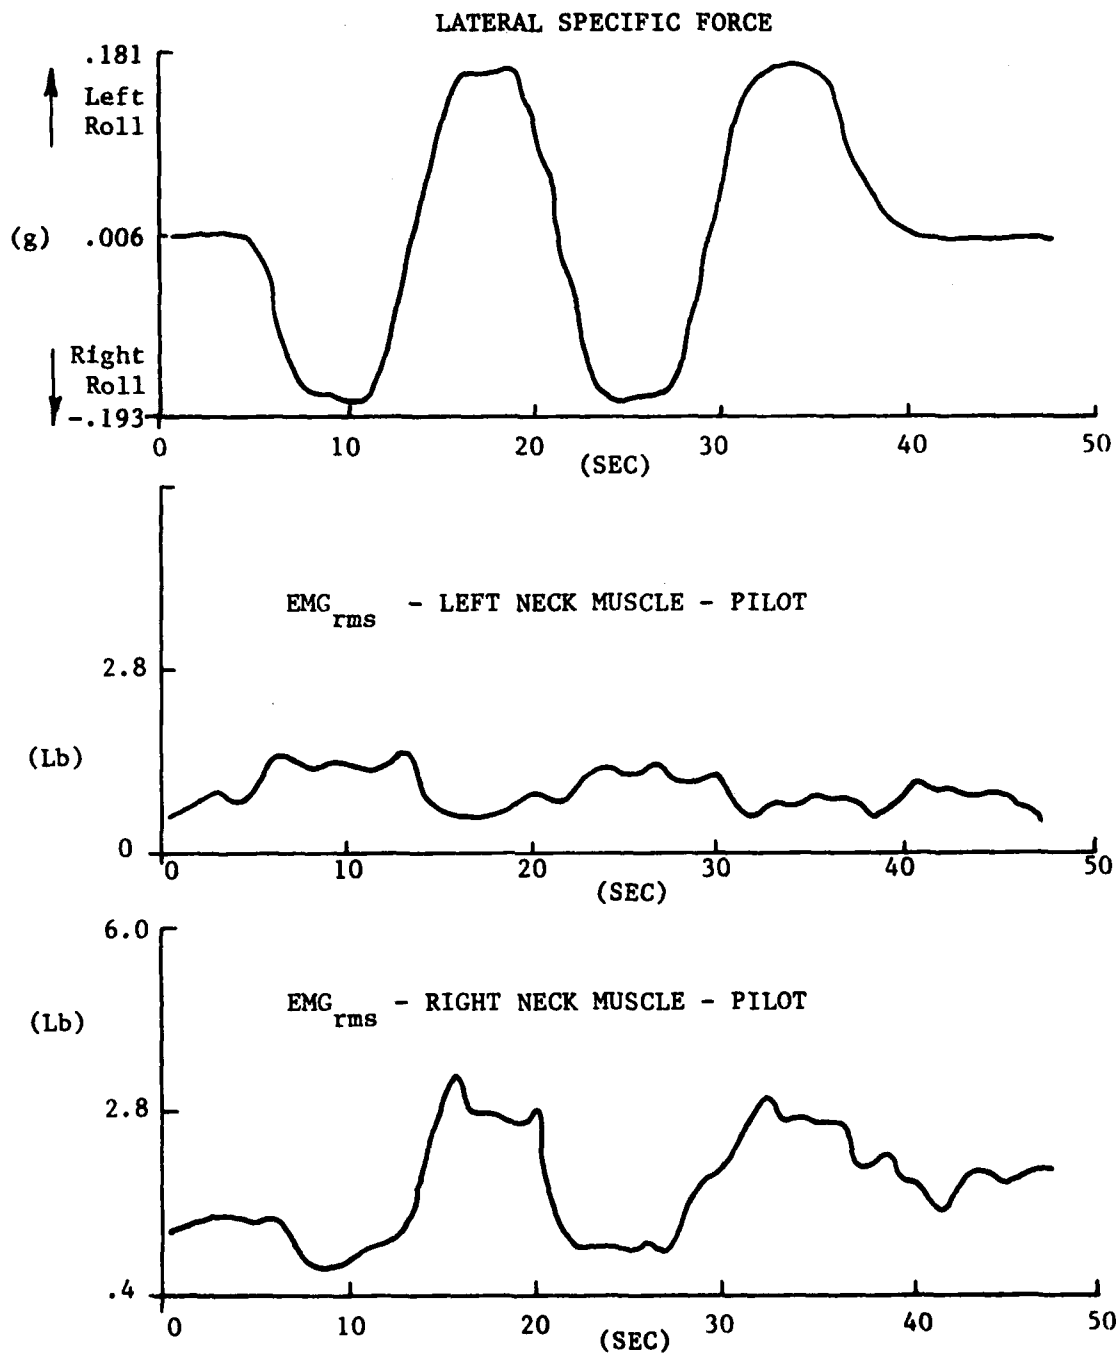 LATERAL SPECIFIC FORCE
.181
Left
Roll
(g) .006
Right
Roll
-.193
0 10 20 30 40 50
(SEC)
EMGrms - LEFT NECK MUSCLE - PILOT
2.8
(Lb)
0
0 10 20 30 40 50
(SEC)
6.0
EMGrms - RIGHT NECK MUSCLE - PILOT
(Lb)
2.8
.4
0 10 20 30 40 50
(SEC)